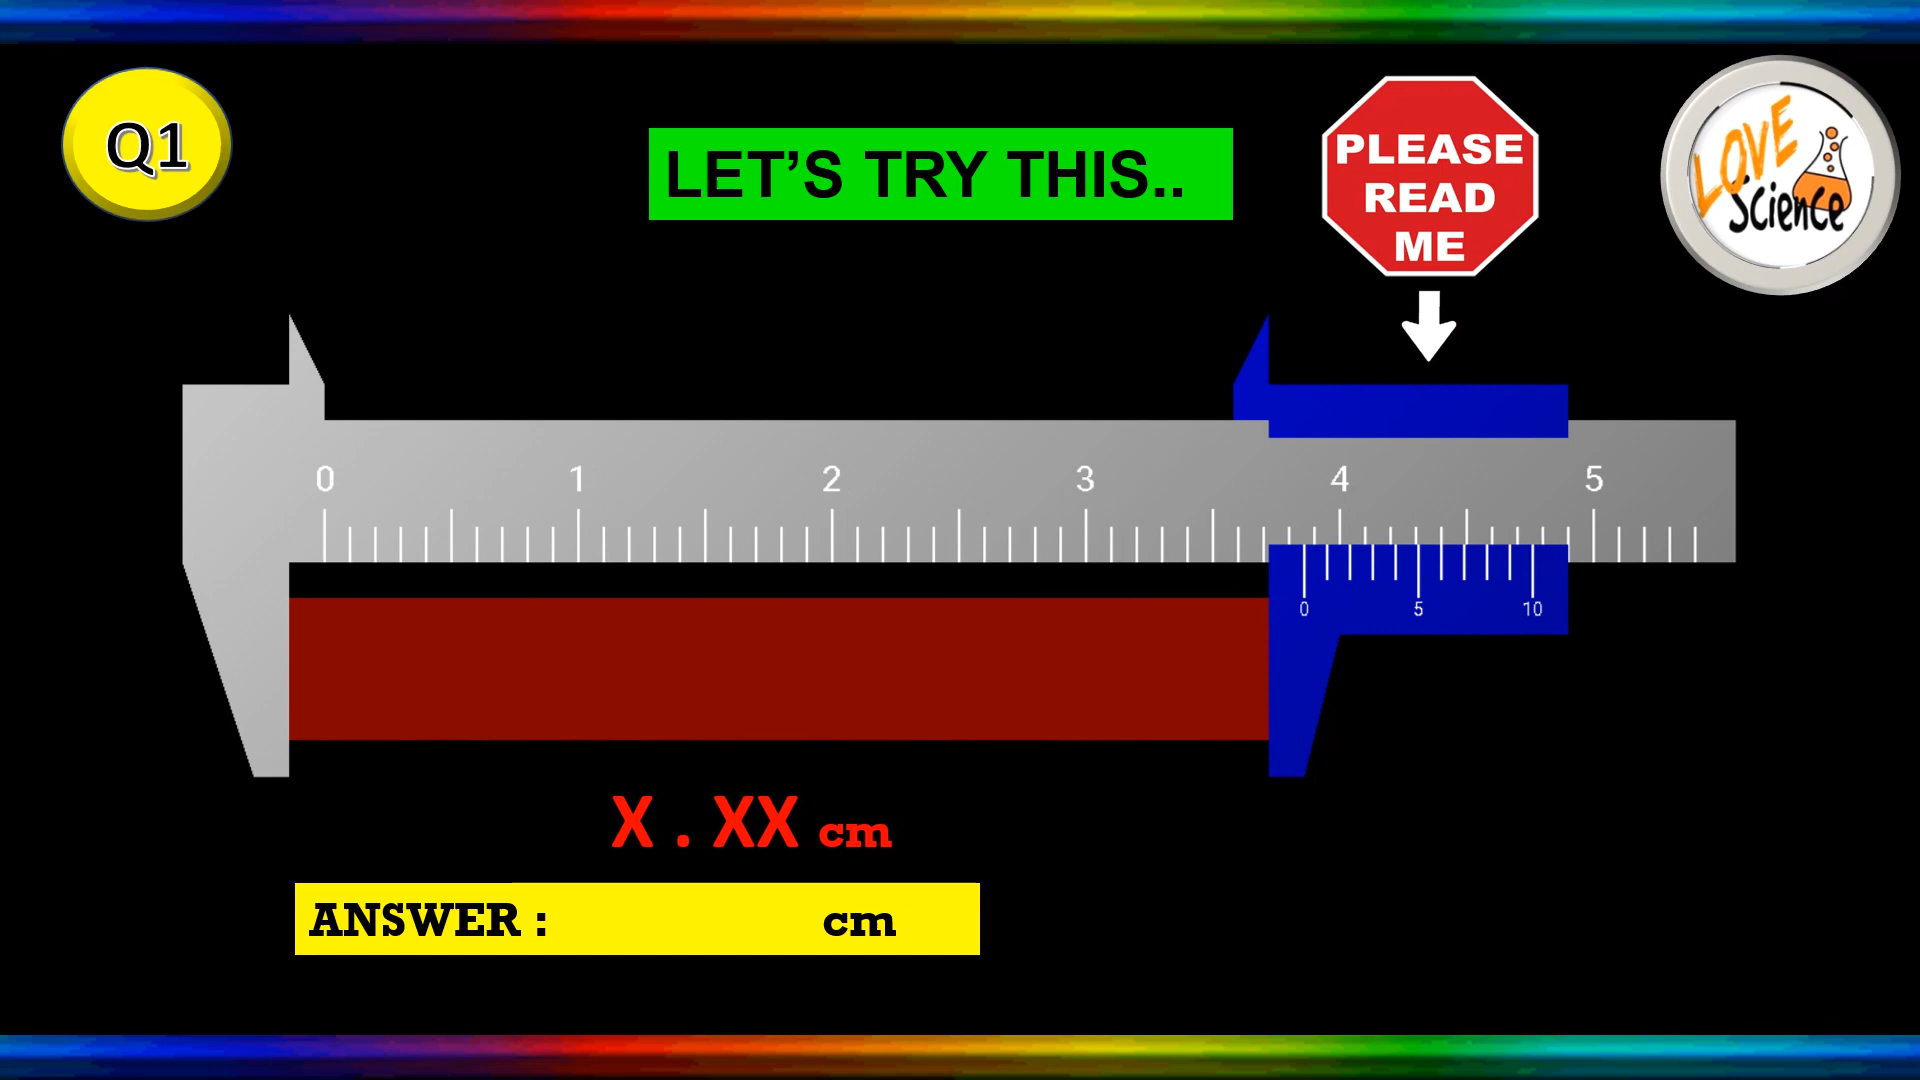 Q1
LET’S TRY THIS..
PLEASE
READ
ME
LOVE
Science
0 1 2 3 4 5
0 5 10
X . XX cm
ANSWER : cm